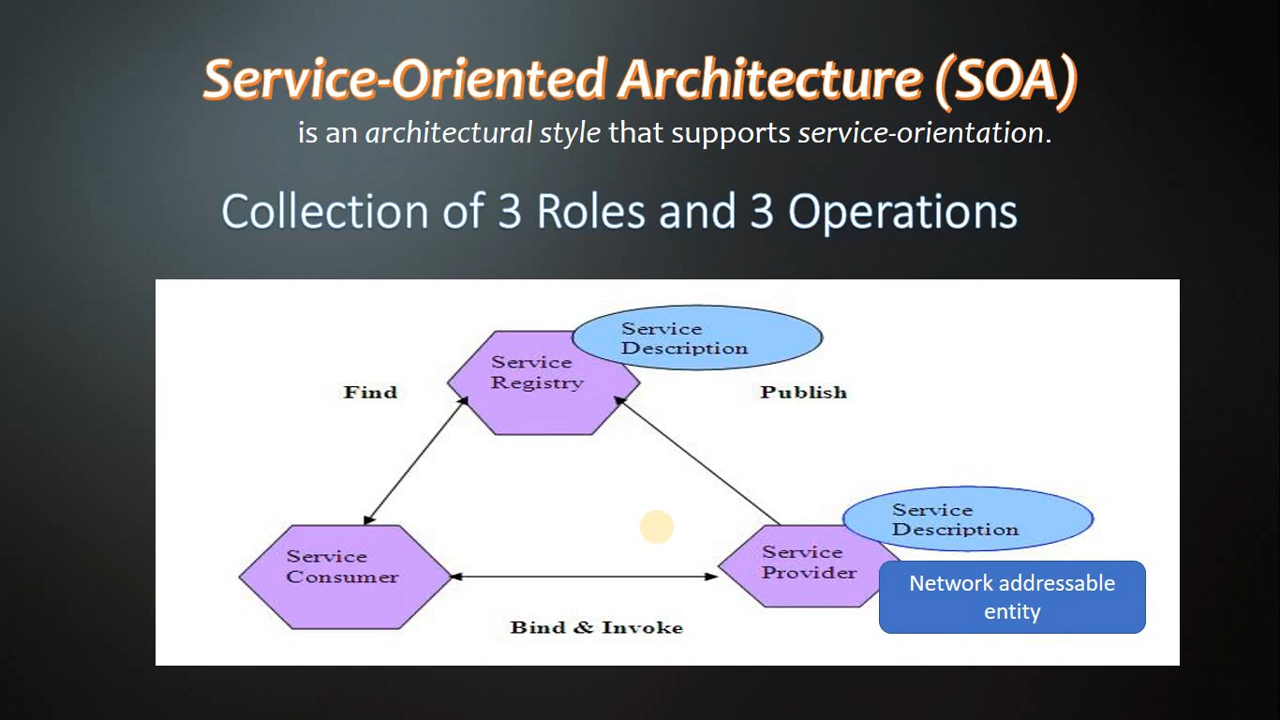 Service-Oriented Architecture (SOA)
is an architectural style that supports service-orientation.
Collection of 3 Roles and 3 Operations
Service
Description
Service
Registry
Find
Publish
Service
Description
Service
Consumer
Service
Provider
Network addressable
entity
Bind & Invoke